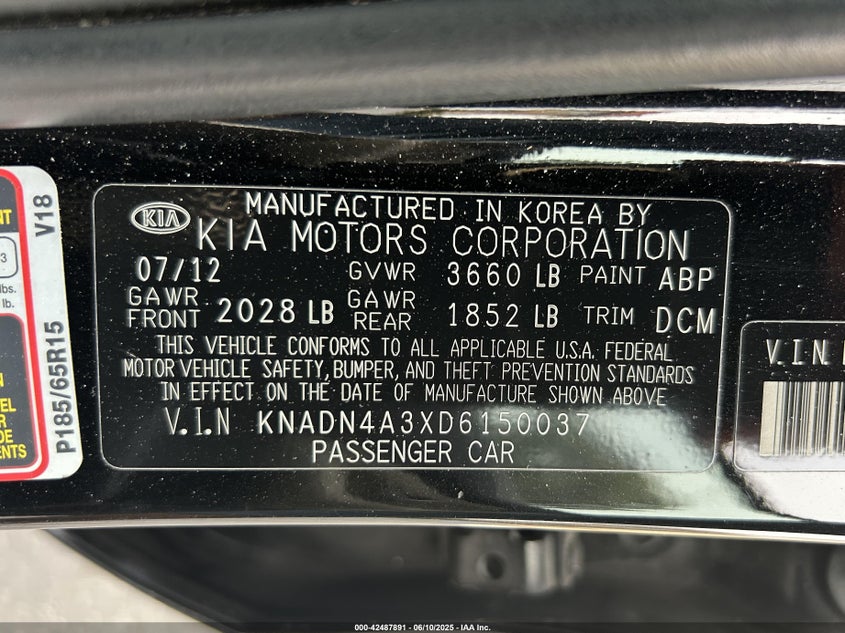 MANUFACTURED IN KOREA BY
KIA
KIA MOTORS CORPORATION
07/12 GVWR 3660 LB PAINT ABP
GAWR FRONT 2028 LB GAWR REAR 1852 LB TRIM DCM
THIS VEHICLE CONFORMS TO ALL APPLICABLE U.S.A. FEDERAL
MOTOR VEHICLE SAFETY, BUMPER, AND THEFT PREVENTION STANDARDS
IN EFFECT ON THE DATE OF MANUFACTURE SHOWN ABOVE
V.I.N KNADN4A3XD6150037
PASSENGER CAR
V18
P185/65R15
lbs.
lb.
V.I.N
000-42487891 - 06/10/2025 - IAA Inc.